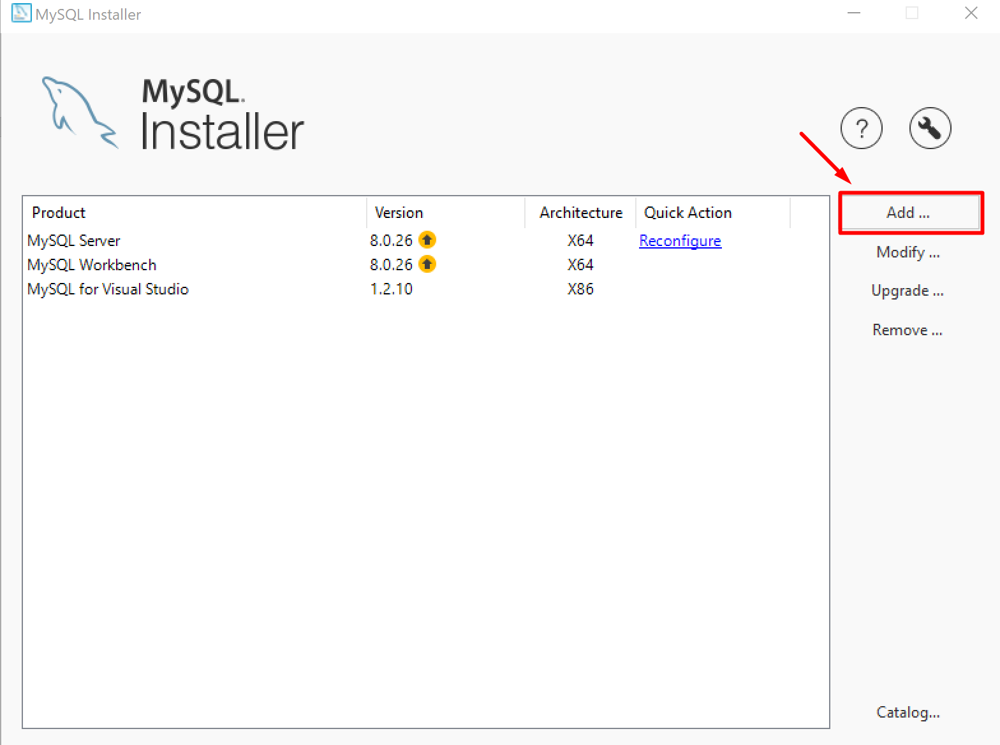 MySQL Installer
MySQL.
Installer
?
Product Version Architecture Quick Action
MySQL Server 8.0.26 X64 Reconfigure
MySQL Workbench 8.0.26 X64
MySQL for Visual Studio 1.2.10 X86
Add ...
Modify ...
Upgrade ...
Remove ...
Catalog...